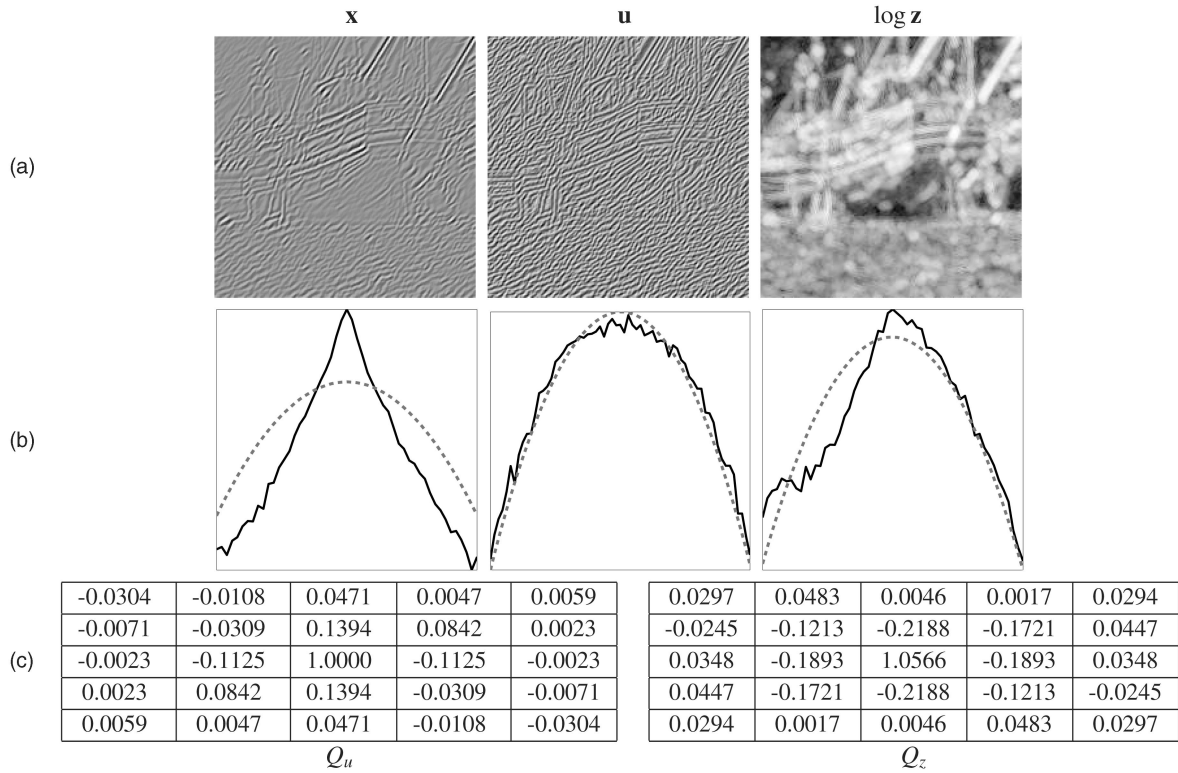 x u log z
(a)
(b)
-0.0304 -0.0108 0.0471 0.0047 0.0059 0.0297 0.0483 0.0046 0.0017 0.0294
-0.0071 -0.0309 0.1394 0.0842 0.0023 -0.0245 -0.1213 -0.2188 -0.1721 0.0447
(c) -0.0023 -0.1125 1.0000 -0.1125 -0.0023 0.0348 -0.1893 1.0566 -0.1893 0.0348
0.0023 0.0842 0.1394 -0.0309 -0.0071 0.0447 -0.1721 -0.2188 -0.1213 -0.0245
0.0059 0.0047 0.0471 -0.0108 -0.0304 0.0294 0.0017 0.0046 0.0483 0.0297
Qu Qz